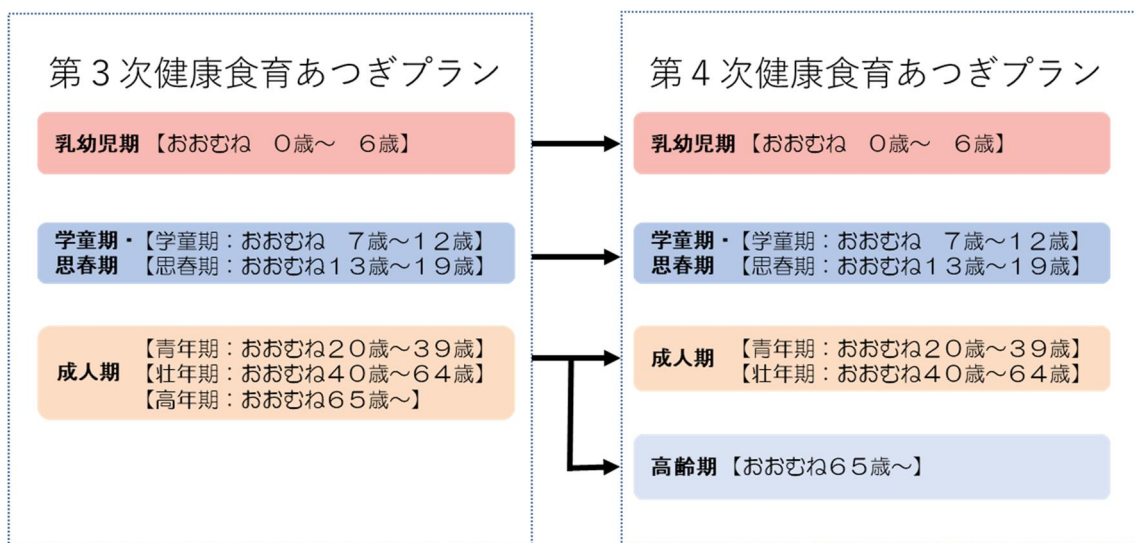 第3次健康食育あつぎプラン
乳幼児期【おおむね　０歳～　６歳】
学童期・【学童期：おおむね　７歳～１２歳】
思春期　【思春期：おおむね１３歳～１９歳】
成人期
【青年期：おおむね２０歳～３９歳】
【壮年期：おおむね４０歳～６４歳】
【高年期：おおむね６５歳～】
第4次健康食育あつぎプラン
乳幼児期【おおむね　０歳～　６歳】
学童期・【学童期：おおむね　７歳～１２歳】
思春期　【思春期：おおむね１３歳～１９歳】
成人期
【青年期：おおむね２０歳～３９歳】
【壮年期：おおむね４０歳～６４歳】
高齢期【おおむね６５歳～】